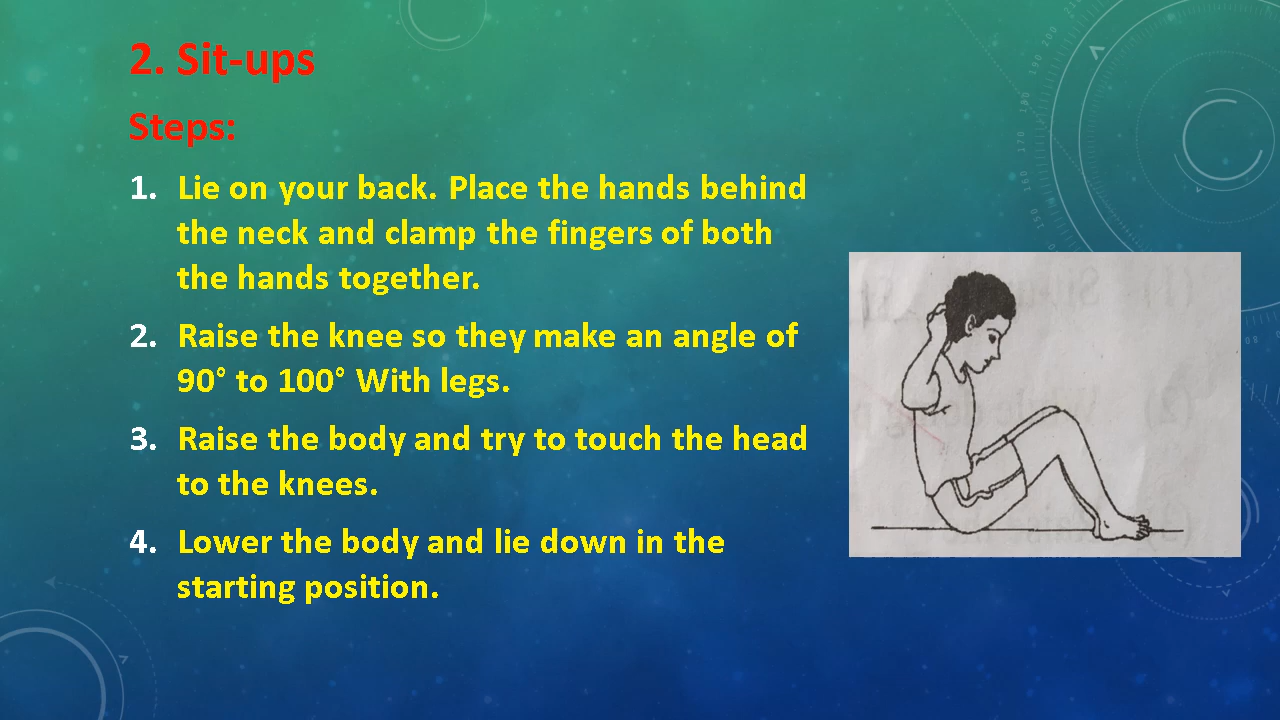 2. Sit-ups
Steps:
1. Lie on your back. Place the hands behind
the neck and clamp the fingers of both
the hands together.
2. Raise the knee so they make an angle of
90° to 100° With legs.
3. Raise the body and try to touch the head
to the knees.
4. Lower the body and lie down in the
starting position.